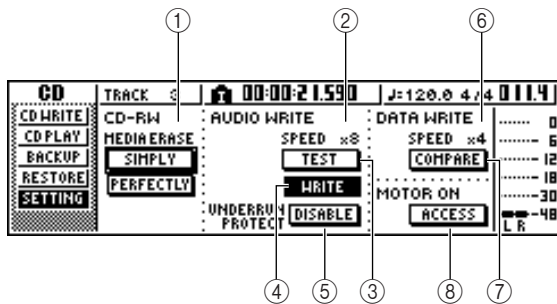 ① ② ⑥
CD TRACK 00:00:21.590 ♩=120.0 4/4 011.4
CD WRITE CD-RW AUDIO WRITE DATA WRITE 0
CD PLAY MEDIA ERASE SPEED x8 SPEED x4 6
BACKUP SIMPLY TEST COMPARE 12
RESTORE PERFECTLY WRITE 18
SETTING MOTOR ON 30
UNDERRUN PROTECT DISABLE ACCESS 48
L R
④ ⑤ ③ ⑧ ⑦